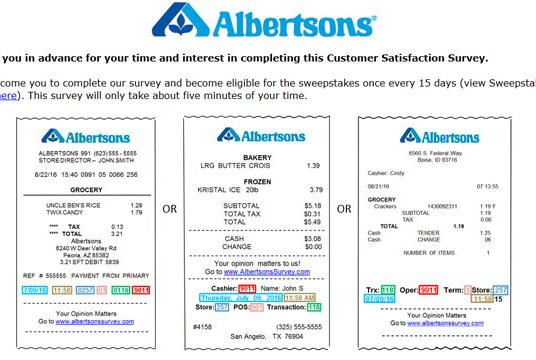 Albertsons®
you in advance for your time and interest in completing this Customer Satisfaction Survey.
come you to complete our survey and become eligible for the sweepstakes once every 15 days (view Sweepsta
here). This survey will only take about five minutes of your time.
Albertsons
ALBERTSONS 991 (623)555-5555
STORE DIRECTOR – JOHN SMITH
8/22/16 15:40 0991 05 0066 256
GROCERY
UNCLE BEN'S RICE 1.29
TWIX CANDY 1.79
**** TAX 0.13
**** TOTAL 3.21
Albertsons
8240 W Deer Valley Rd
Peoria, AZ 85382
3.21 EFT DEBIT 5839
REF # 555555 PAYMENT FROM PRIMARY
7/09/16 11:58 0257 01 0118 9011
Your Opinion Matters
Go to www.albertsonssurvey.com
OR
Albertsons
BAKERY
LRG BUTTER CROIS 1.39
FROZEN
KRISTAL ICE 20lb 3.79
SUBTOTAL $5.18
TOTAL TAX $0.31
TOTAL $5.49
CASH $3.08
CHANGE $0.00
Your opinion matters to us!
Go to www.AlbertsonsSurvey.com
Cashier: 9011 Name: John S
Thursday, July 09, 2016 11:58 AM
Store: 257 POS: 001 Transaction: 118
#4158 (325) 555-5555
San Angelo, TX 76904
OR
Albertsons
6560 S. Federal Way
Boise, ID 83716
Cashier: Cindy
08/21/16 07 13:55
GROCERY
Crackers 1430092311 1.19 F
SUBTOTAL 1.19
TAX .00
TOTAL 1.19
Cash TENDER 1.25
Cash CHANGE .06
NUMBER OF ITEMS 1
Trx: 118 Oper: 9011 Term: 1 Store: 257
07/09/16 11:58 15
Your Opinion Matters
Go to www.albertsonssurvey.com